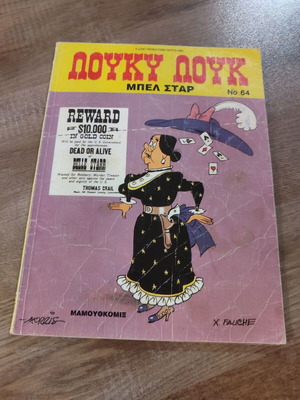 ΛΟΥΚΥ ΛΟΥΚ
ΜΠΕΛ ΣΤΑΡ
Νο 64
REWARD
$10.000
IN GOLD COIN
DEAD OR ALIVE
BELLE STARR
THOMAS CRAIL
MORRIS
ΜΑΜΟΥΘΚΟΜΙΞ
X. FAUCHE